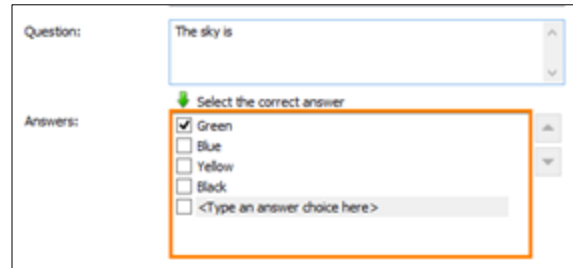 Question:
The sky is
Select the correct answer
Answers:
Green
Blue
Yellow
Black
<Type an answer choice here>